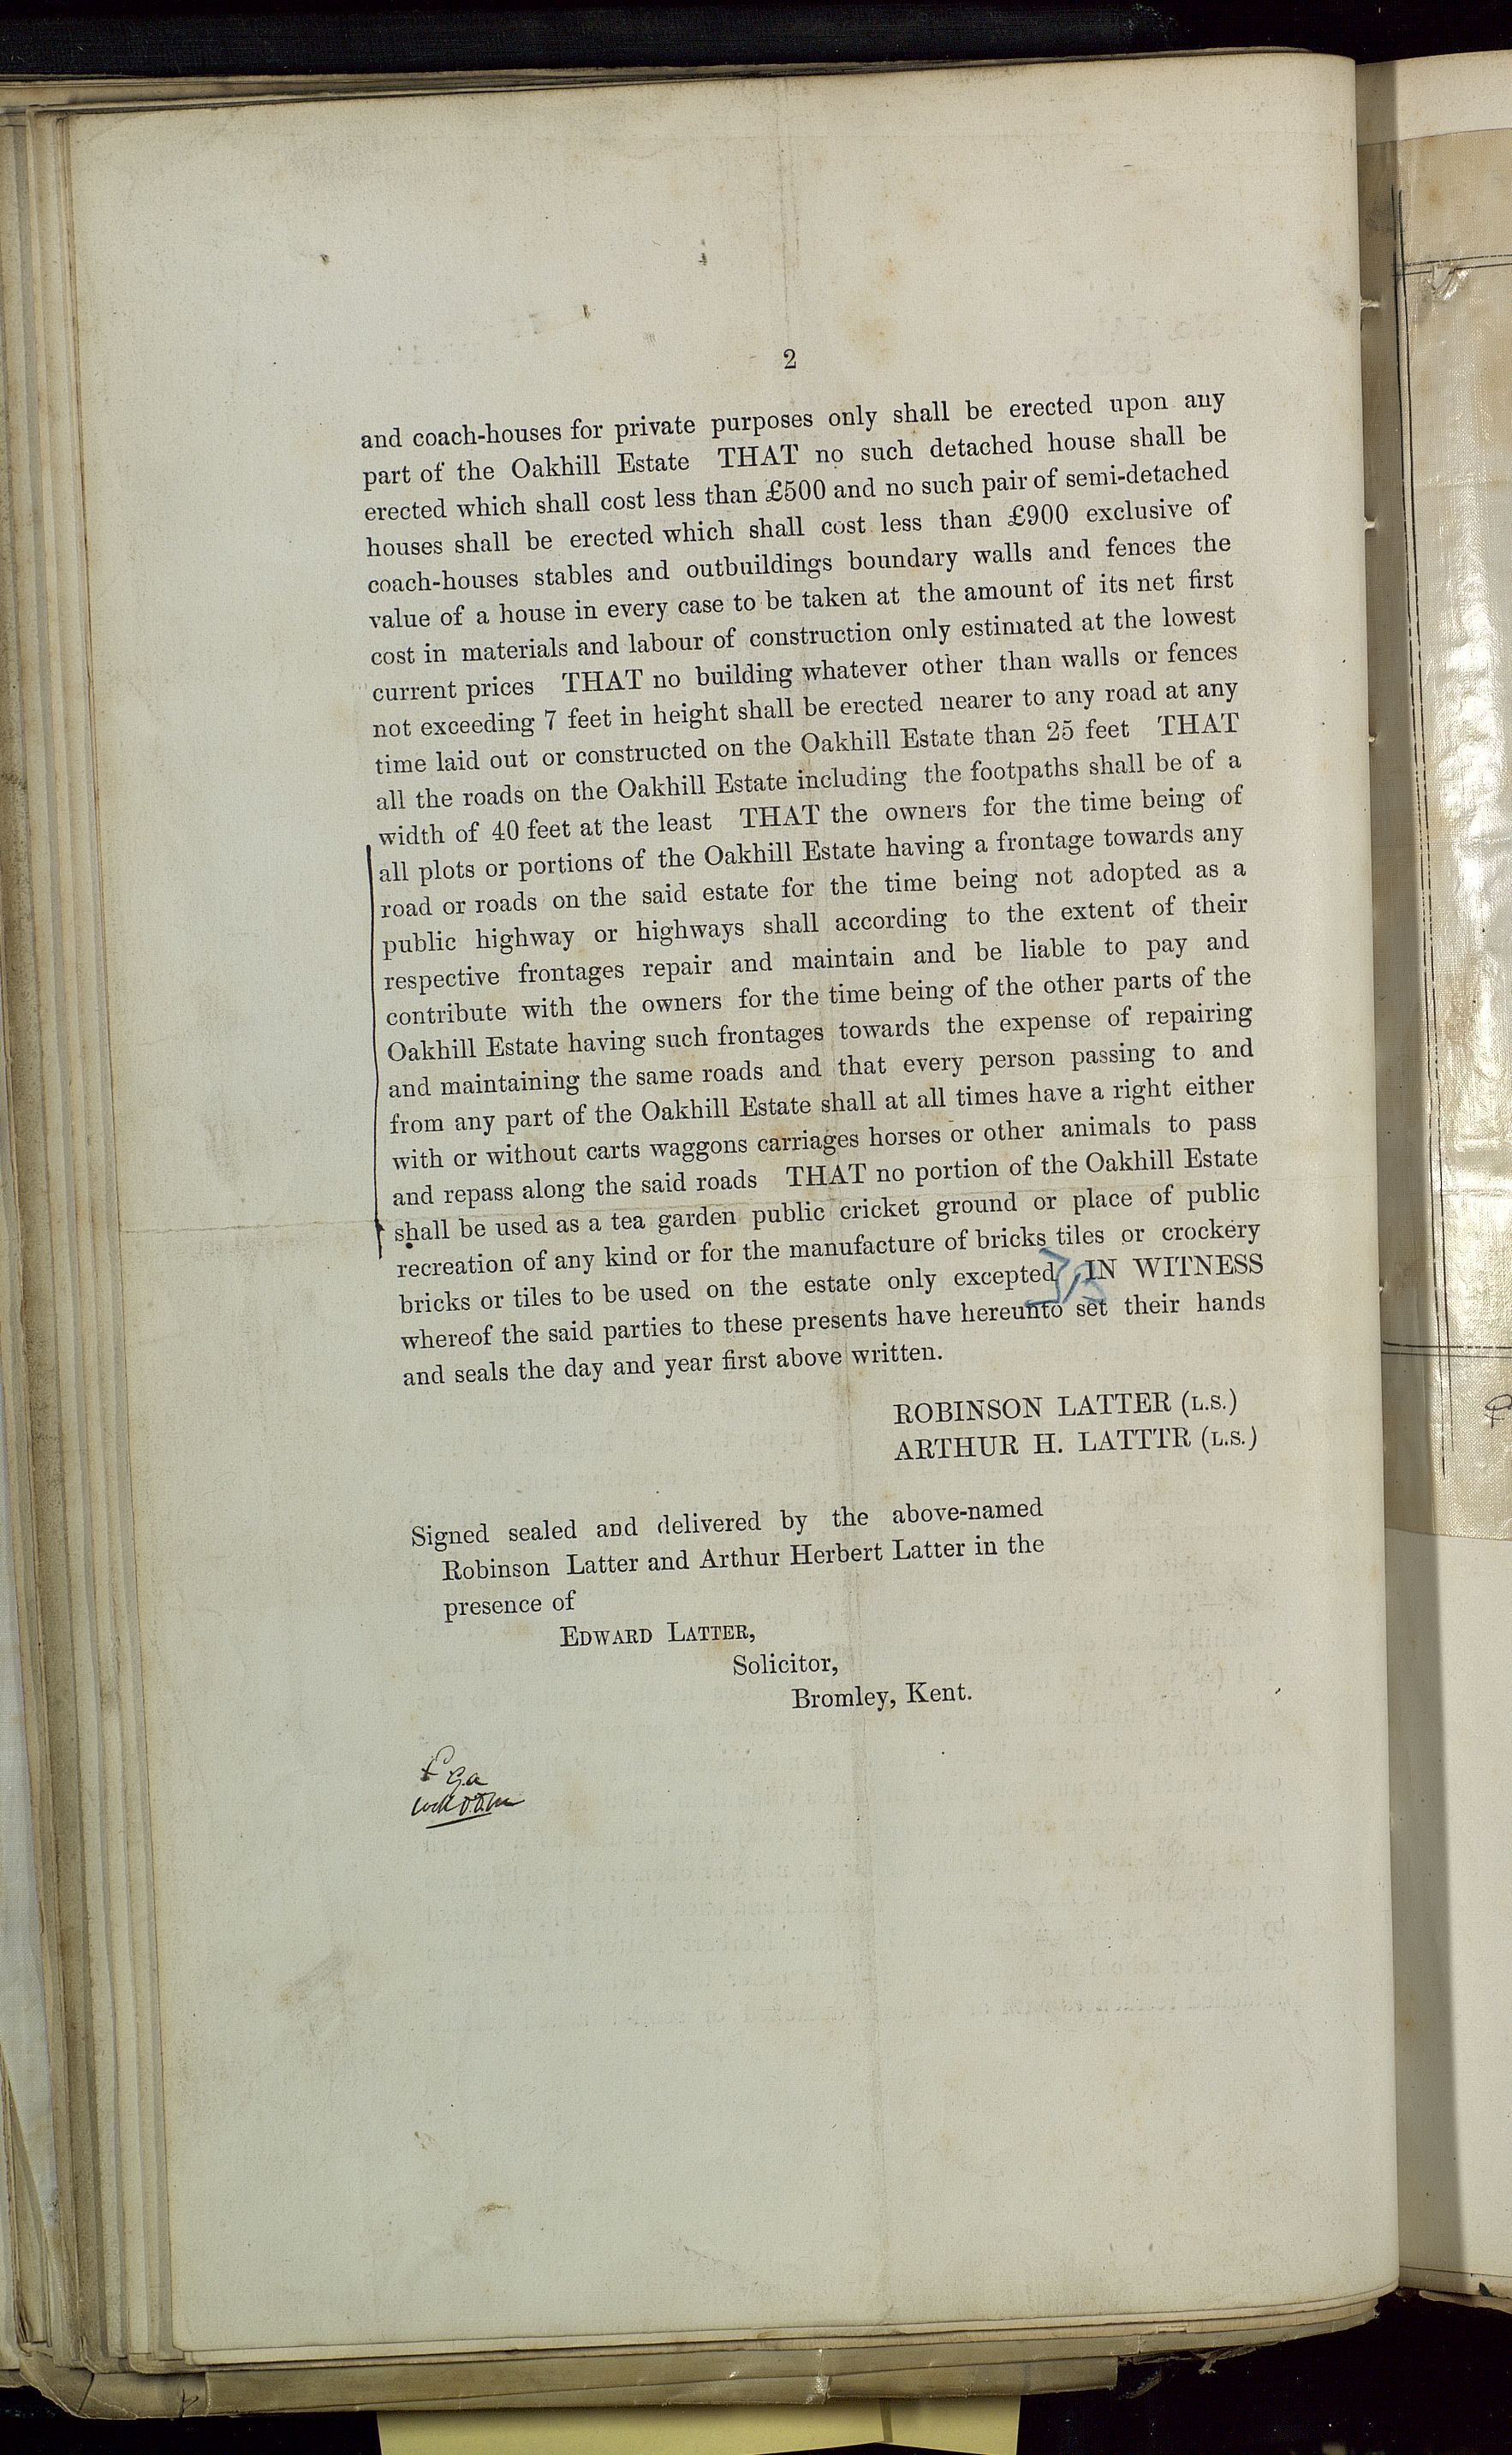 2
and coach-houses for private purposes only shall be erected upon any
part of the Oakhill Estate THAT no such detached house shall be
erected which shall cost less than £500 and no such pair of semi-detached
houses shall be erected which shall cost less than £900 exclusive of
coach-houses stables and outbuildings boundary walls and fences the
value of a house in every case to be taken at the amount of its net first
cost in materials and labour of construction only estimated at the lowest
current prices THAT no building whatever other than walls or fences
not exceeding 7 feet in height shall be erected nearer to any road at any
time laid out or constructed on the Oakhill Estate than 25 feet THAT
all the roads on the Oakhill Estate including the footpaths shall be of a
width of 40 feet at the least THAT the owners for the time being of
all plots or portions of the Oakhill Estate having a frontage towards any
road or roads on the said estate for the time being not adopted as a
public highway or highways shall according to the extent of their
respective frontages repair and maintain and be liable to pay and
contribute with the owners for the time being of the other parts of the
Oakhill Estate having such frontages towards the expense of repairing
and maintaining the same roads and that every person passing to and
from any part of the Oakhill Estate shall at all times have a right either
with or without carts waggons carriages horses or other animals to pass
and repass along the said roads THAT no portion of the Oakhill Estate
shall be used as a tea garden public cricket ground or place of public
recreation of any kind or for the manufacture of bricks tiles or crockery
bricks or tiles to be used on the estate only excepted IN WITNESS
whereof the said parties to these presents have hereunto set their hands
and seals the day and year first above written.
ROBINSON LATTER (L.S.)
ARTHUR H. LATTTR (L.S.)
Signed sealed and delivered by the above-named
Robinson Latter and Arthur Herbert Latter in the
presence of
EDWARD LATTER,
Solicitor,
Bromley, Kent.